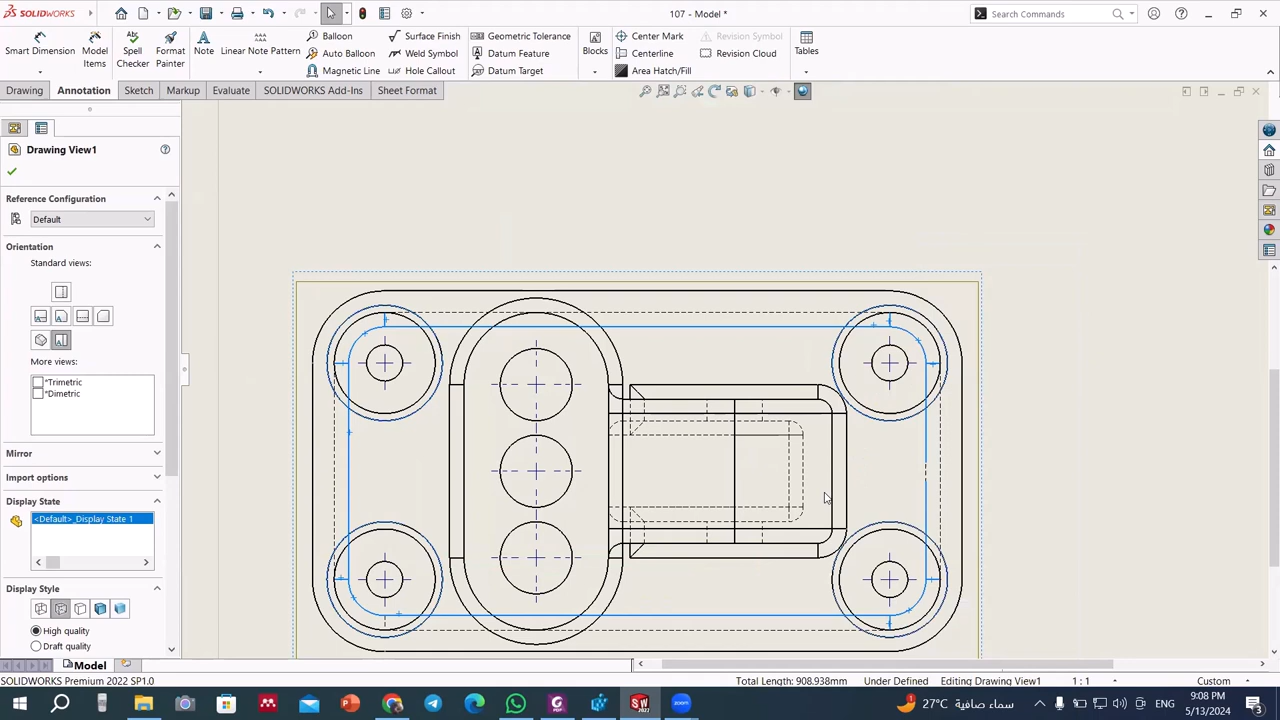 SOLIDWORKS
107 - Model *
Search Commands
Smart Dimension
Model Items
Spell Checker
Format Painter
Note
Linear Note Pattern
Balloon
Auto Balloon
Magnetic Line
Surface Finish
Weld Symbol
Hole Callout
Geometric Tolerance
Datum Feature
Datum Target
Blocks
Center Mark
Centerline
Area Hatch/Fill
Revision Symbol
Revision Cloud
Tables
Drawing
Annotation
Sketch
Markup
Evaluate
SOLIDWORKS Add-Ins
Sheet Format
Drawing View1
Reference Configuration
Default
Orientation
Standard views:
More views:
*Trimetric
*Dimetric
Mirror
Import options
Display State
<Default>_Display State 1
Display Style
High quality
Draft quality
Model
SOLIDWORKS Premium 2022 SP1.0
Total Length: 908.938mm
Under Defined
Editing Drawing View1
1 : 1
Custom
27°C
سماء صافية
ENG
9:08 PM
5/13/2024